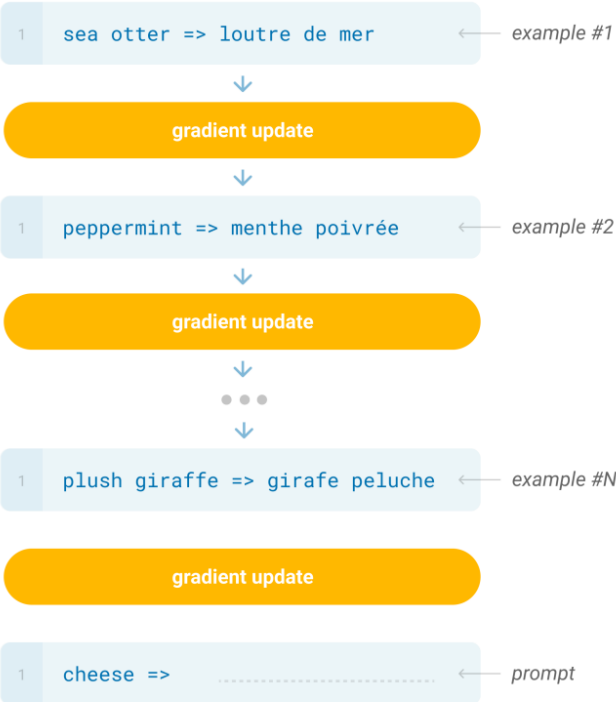 1 sea otter => loutre de mer example #1
gradient update
1 peppermint => menthe poivrée example #2
gradient update
1 plush giraffe => girafe peluche example #N
gradient update
1 cheese => prompt